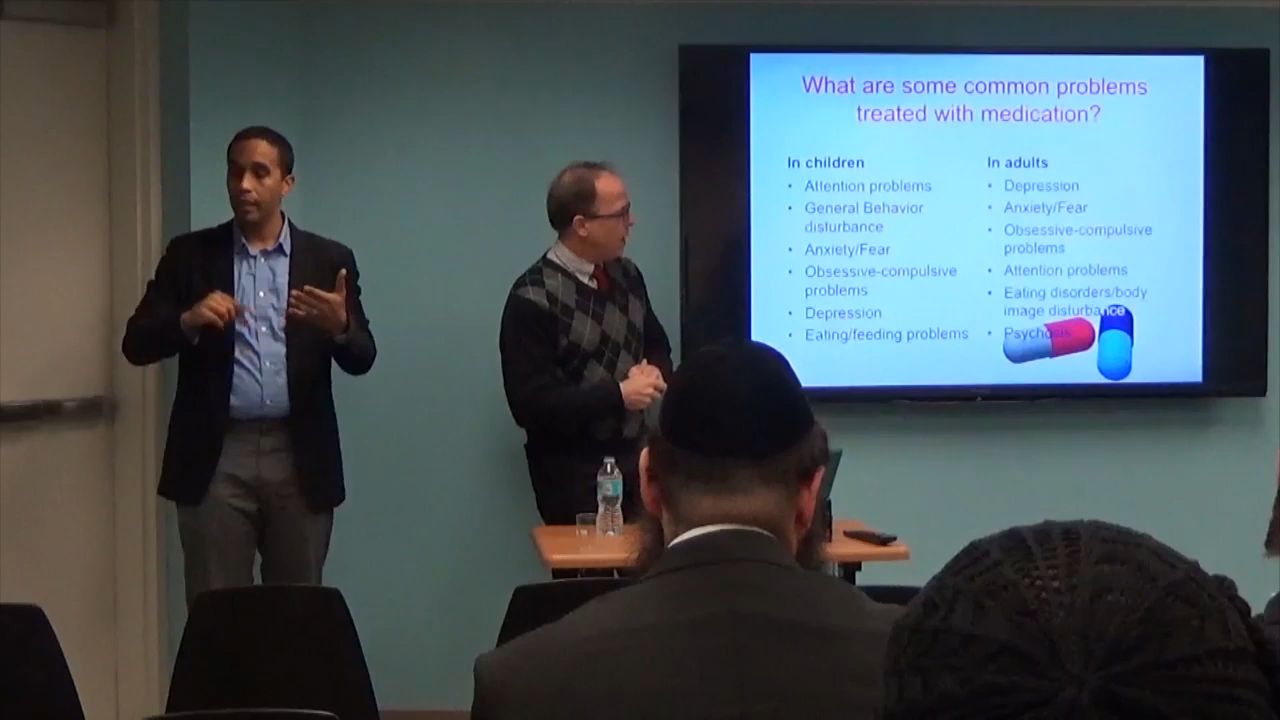 What are some common problems
treated with medication?
In children
• Attention problems
• General Behavior
disturbance
• Anxiety/Fear
• Obsessive-compulsive
problems
• Depression
• Eating/feeding problems
In adults
• Depression
• Anxiety/Fear
• Obsessive-compulsive
problems
• Attention problems
• Eating disorders/body
image disturbance
• Psychosis